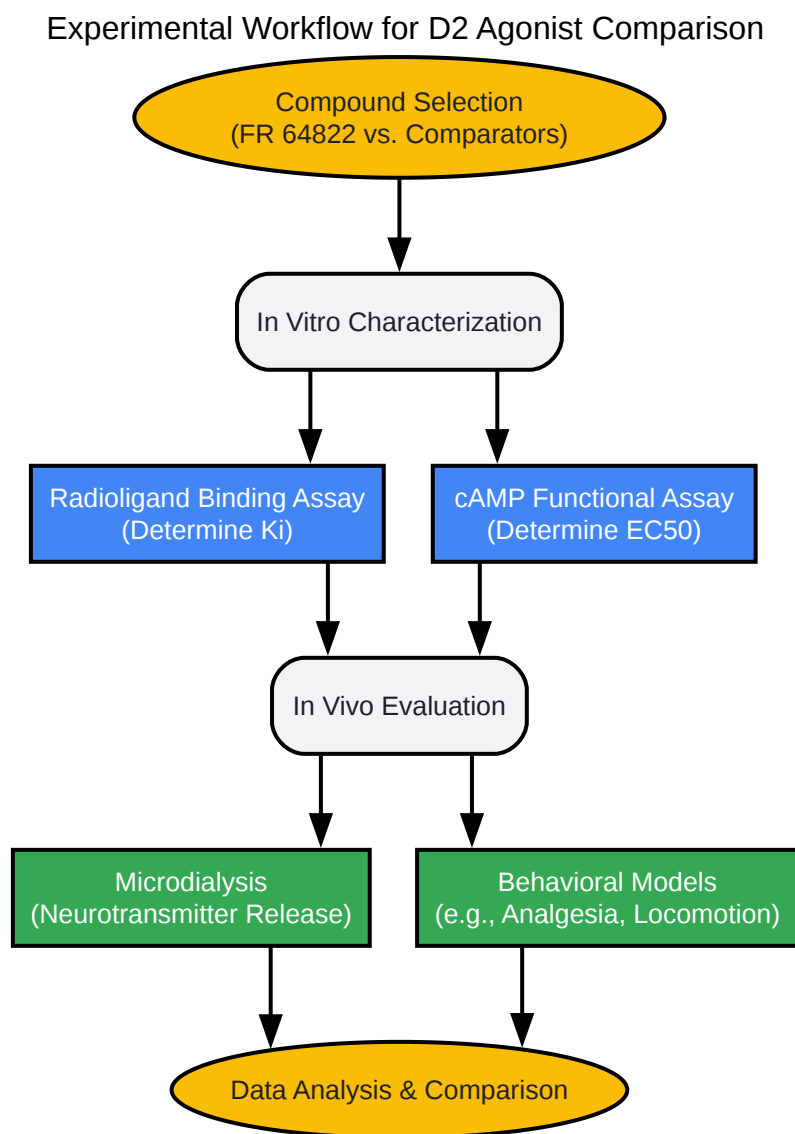 Experimental Workflow for D2 Agonist Comparison
Compound Selection
(FR 64822 vs. Comparators)
In Vitro Characterization
Radioligand Binding Assay
(Determine Ki)
cAMP Functional Assay
(Determine EC50)
In Vivo Evaluation
Microdialysis
(Neurotransmitter Release)
Behavioral Models
(e.g., Analgesia, Locomotion)
Data Analysis & Comparison